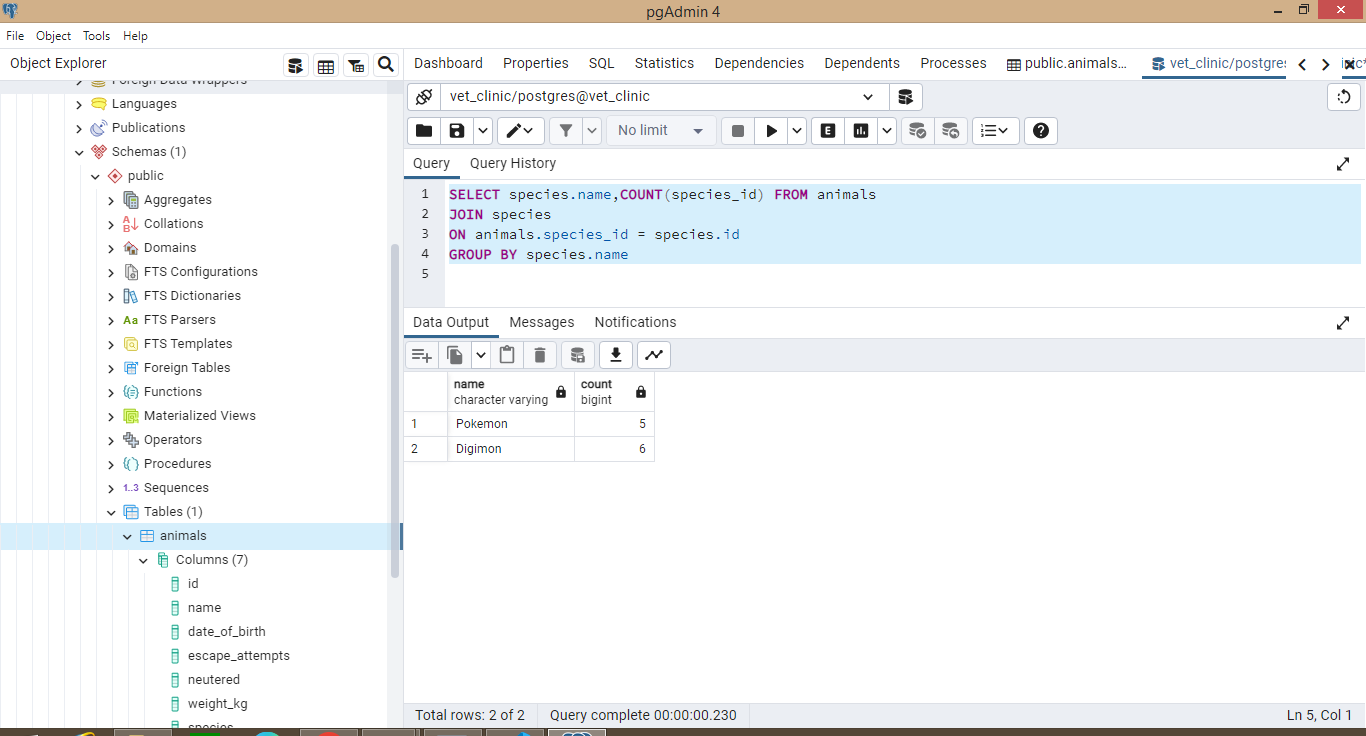 pgAdmin 4
File Object Tools Help
Object Explorer
Foreign Data Wrappers
Languages
Publications
Schemas (1)
public
Aggregates
Collations
Domains
FTS Configurations
FTS Dictionaries
Aa FTS Parsers
FTS Templates
Foreign Tables
Functions
Materialized Views
Operators
Procedures
1..3 Sequences
Tables (1)
animals
Columns (7)
id
name
date_of_birth
escape_attempts
neutered
weight_kg
species
Dashboard Properties SQL Statistics Dependencies Dependents Processes public.animals... vet_clinic/postgres
vet_clinic/postgres@vet_clinic
No limit
Query Query History
1 SELECT species.name,COUNT(species_id) FROM animals
2 JOIN species
3 ON animals.species_id = species.id
4 GROUP BY species.name
5
Data Output Messages Notifications
name count
character varying bigint
1 Pokemon 5
2 Digimon 6
Total rows: 2 of 2 Query complete 00:00:00.230 Ln 5, Col 1